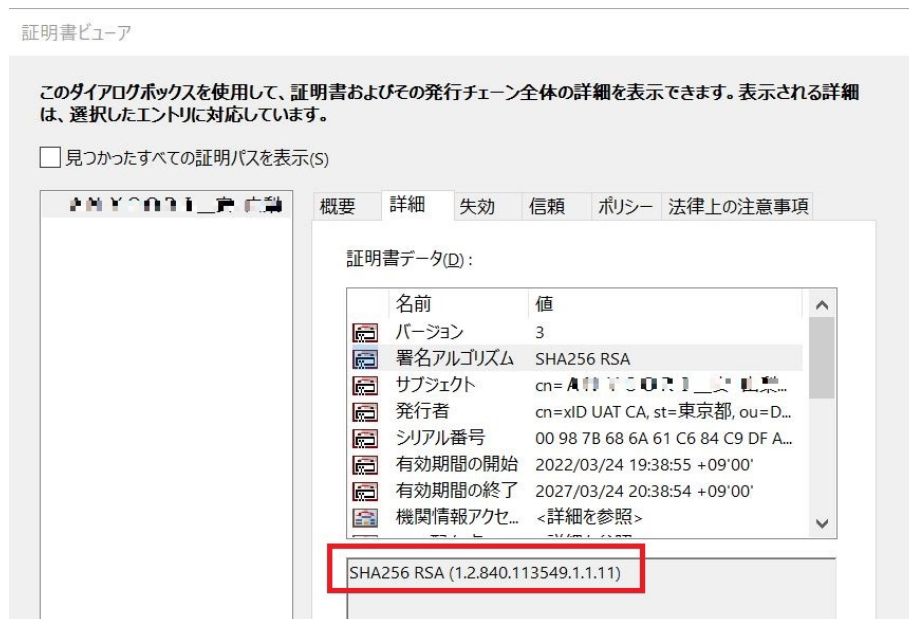 証明書ビューア
このダイアログボックスを使用して、証明書およびその発行チェーン全体の詳細を表示できます。表示される詳細
は、選択したエントリに対応しています。
見つかったすべての証明パスを表示(S)
概要 詳細 失効 信頼 ポリシー 法律上の注意事項
証明書データ(D):
名前 値
バージョン 3
署名アルゴリズム SHA256 RSA
サブジェクト cn=
発行者 cn=xID UAT CA, st=東京都, ou=D...
シリアル番号 00 98 7B 68 6A 61 C6 84 C9 DF A...
有効期間の開始 2022/03/24 19:38:55 +09'00'
有効期間の終了 2027/03/24 20:38:54 +09'00'
機関情報アクセ... <詳細を参照>
SHA256 RSA (1.2.840.113549.1.1.11)